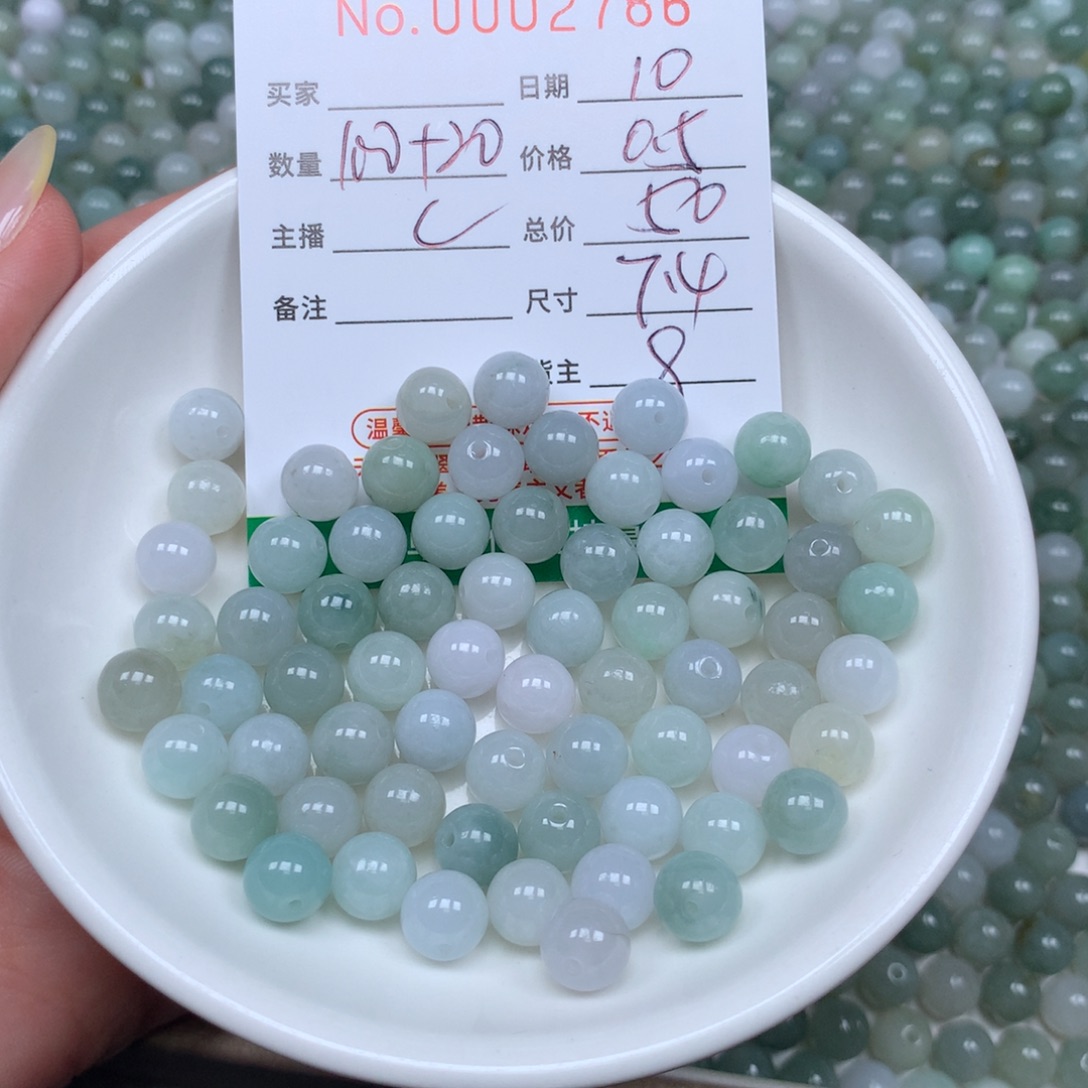 No.0002786
买家 日期 10
数量 100+20 价格 0.5
主播 C 总价 50
备注 尺寸 7.4
货主 8